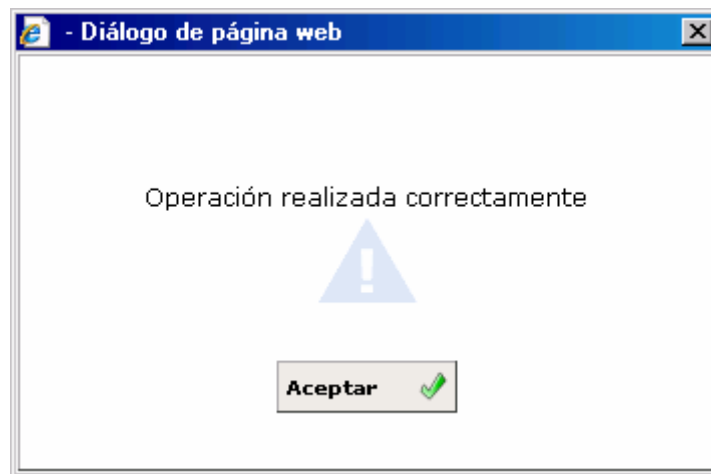 - Diálogo de página web
Operación realizada correctamente
Aceptar